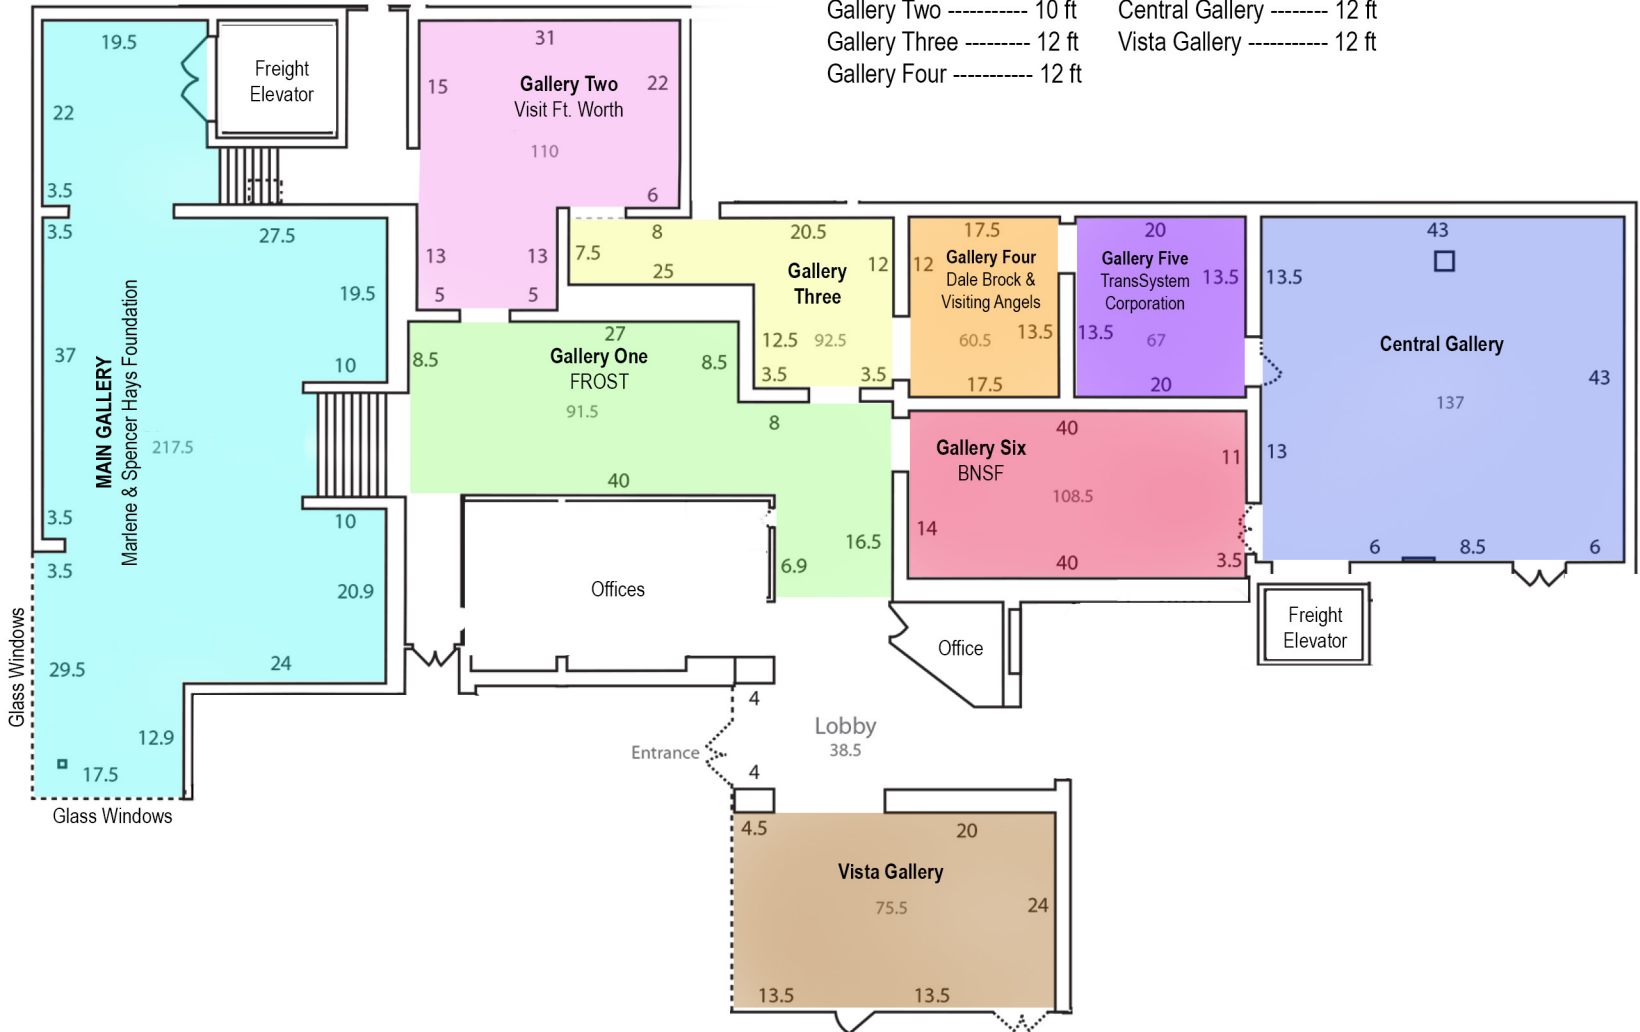 Gallery Two ----------- 10 ft
Central Gallery -------- 12 ft
Gallery Three --------- 12 ft
Vista Gallery ----------- 12 ft
Gallery Four ------------ 12 ft
19.5
22
3.5
3.5
27.5
19.5
10
37
MAIN GALLERY
Marlene & Spencer Hays Foundation
217.5
3.5
10
3.5
20.9
29.5
24
12.9
17.5
Glass Windows
Glass Windows
Freight
Elevator
31
15
Gallery Two
Visit Ft. Worth
22
110
6
13
13
5
5
8
20.5
7.5
25
12
Gallery
Three
12.5
92.5
3.5
3.5
27
8.5
Gallery One
FROST
8.5
91.5
8
40
16.5
6.9
17.5
12
Gallery Four
Dale Brock &
Visiting Angels
13.5
60.5
17.5
20
Gallery Five
TransSystem
Corporation
13.5
13.5
67
20
43
13.5
Central Gallery
43
137
13
6
8.5
6
40
Gallery Six
BNSF
11
108.5
14
40
3.5
Offices
Office
Freight
Elevator
4
Lobby
38.5
Entrance
4
4.5
20
Vista Gallery
75.5
24
13.5
13.5